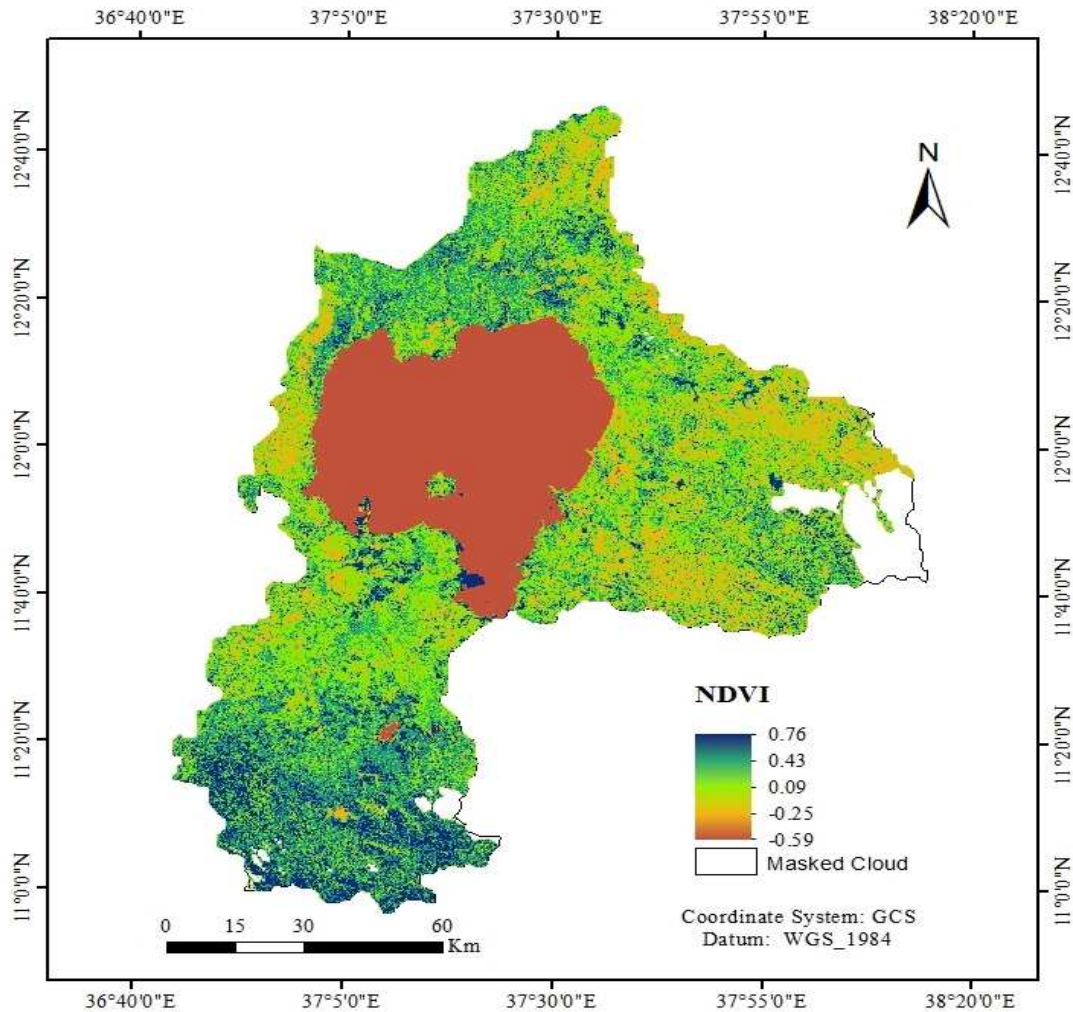 36°40'0"E 37°5'0"E 37°30'0"E 37°55'0"E 38°20'0"E
12°40'0"N
12°20'0"N
12°0'0"N
11°40'0"N
11°20'0"N
11°0'0"N
N
12°40'0"N
12°20'0"N
12°0'0"N
11°40'0"N
11°20'0"N
11°0'0"N
NDVI
0.76
0.43
0.09
-0.25
-0.59
Masked Cloud
Coordinate System: GCS
Datum: WGS_1984
0 15 30 60
Km
36°40'0"E 37°5'0"E 37°30'0"E 37°55'0"E 38°20'0"E